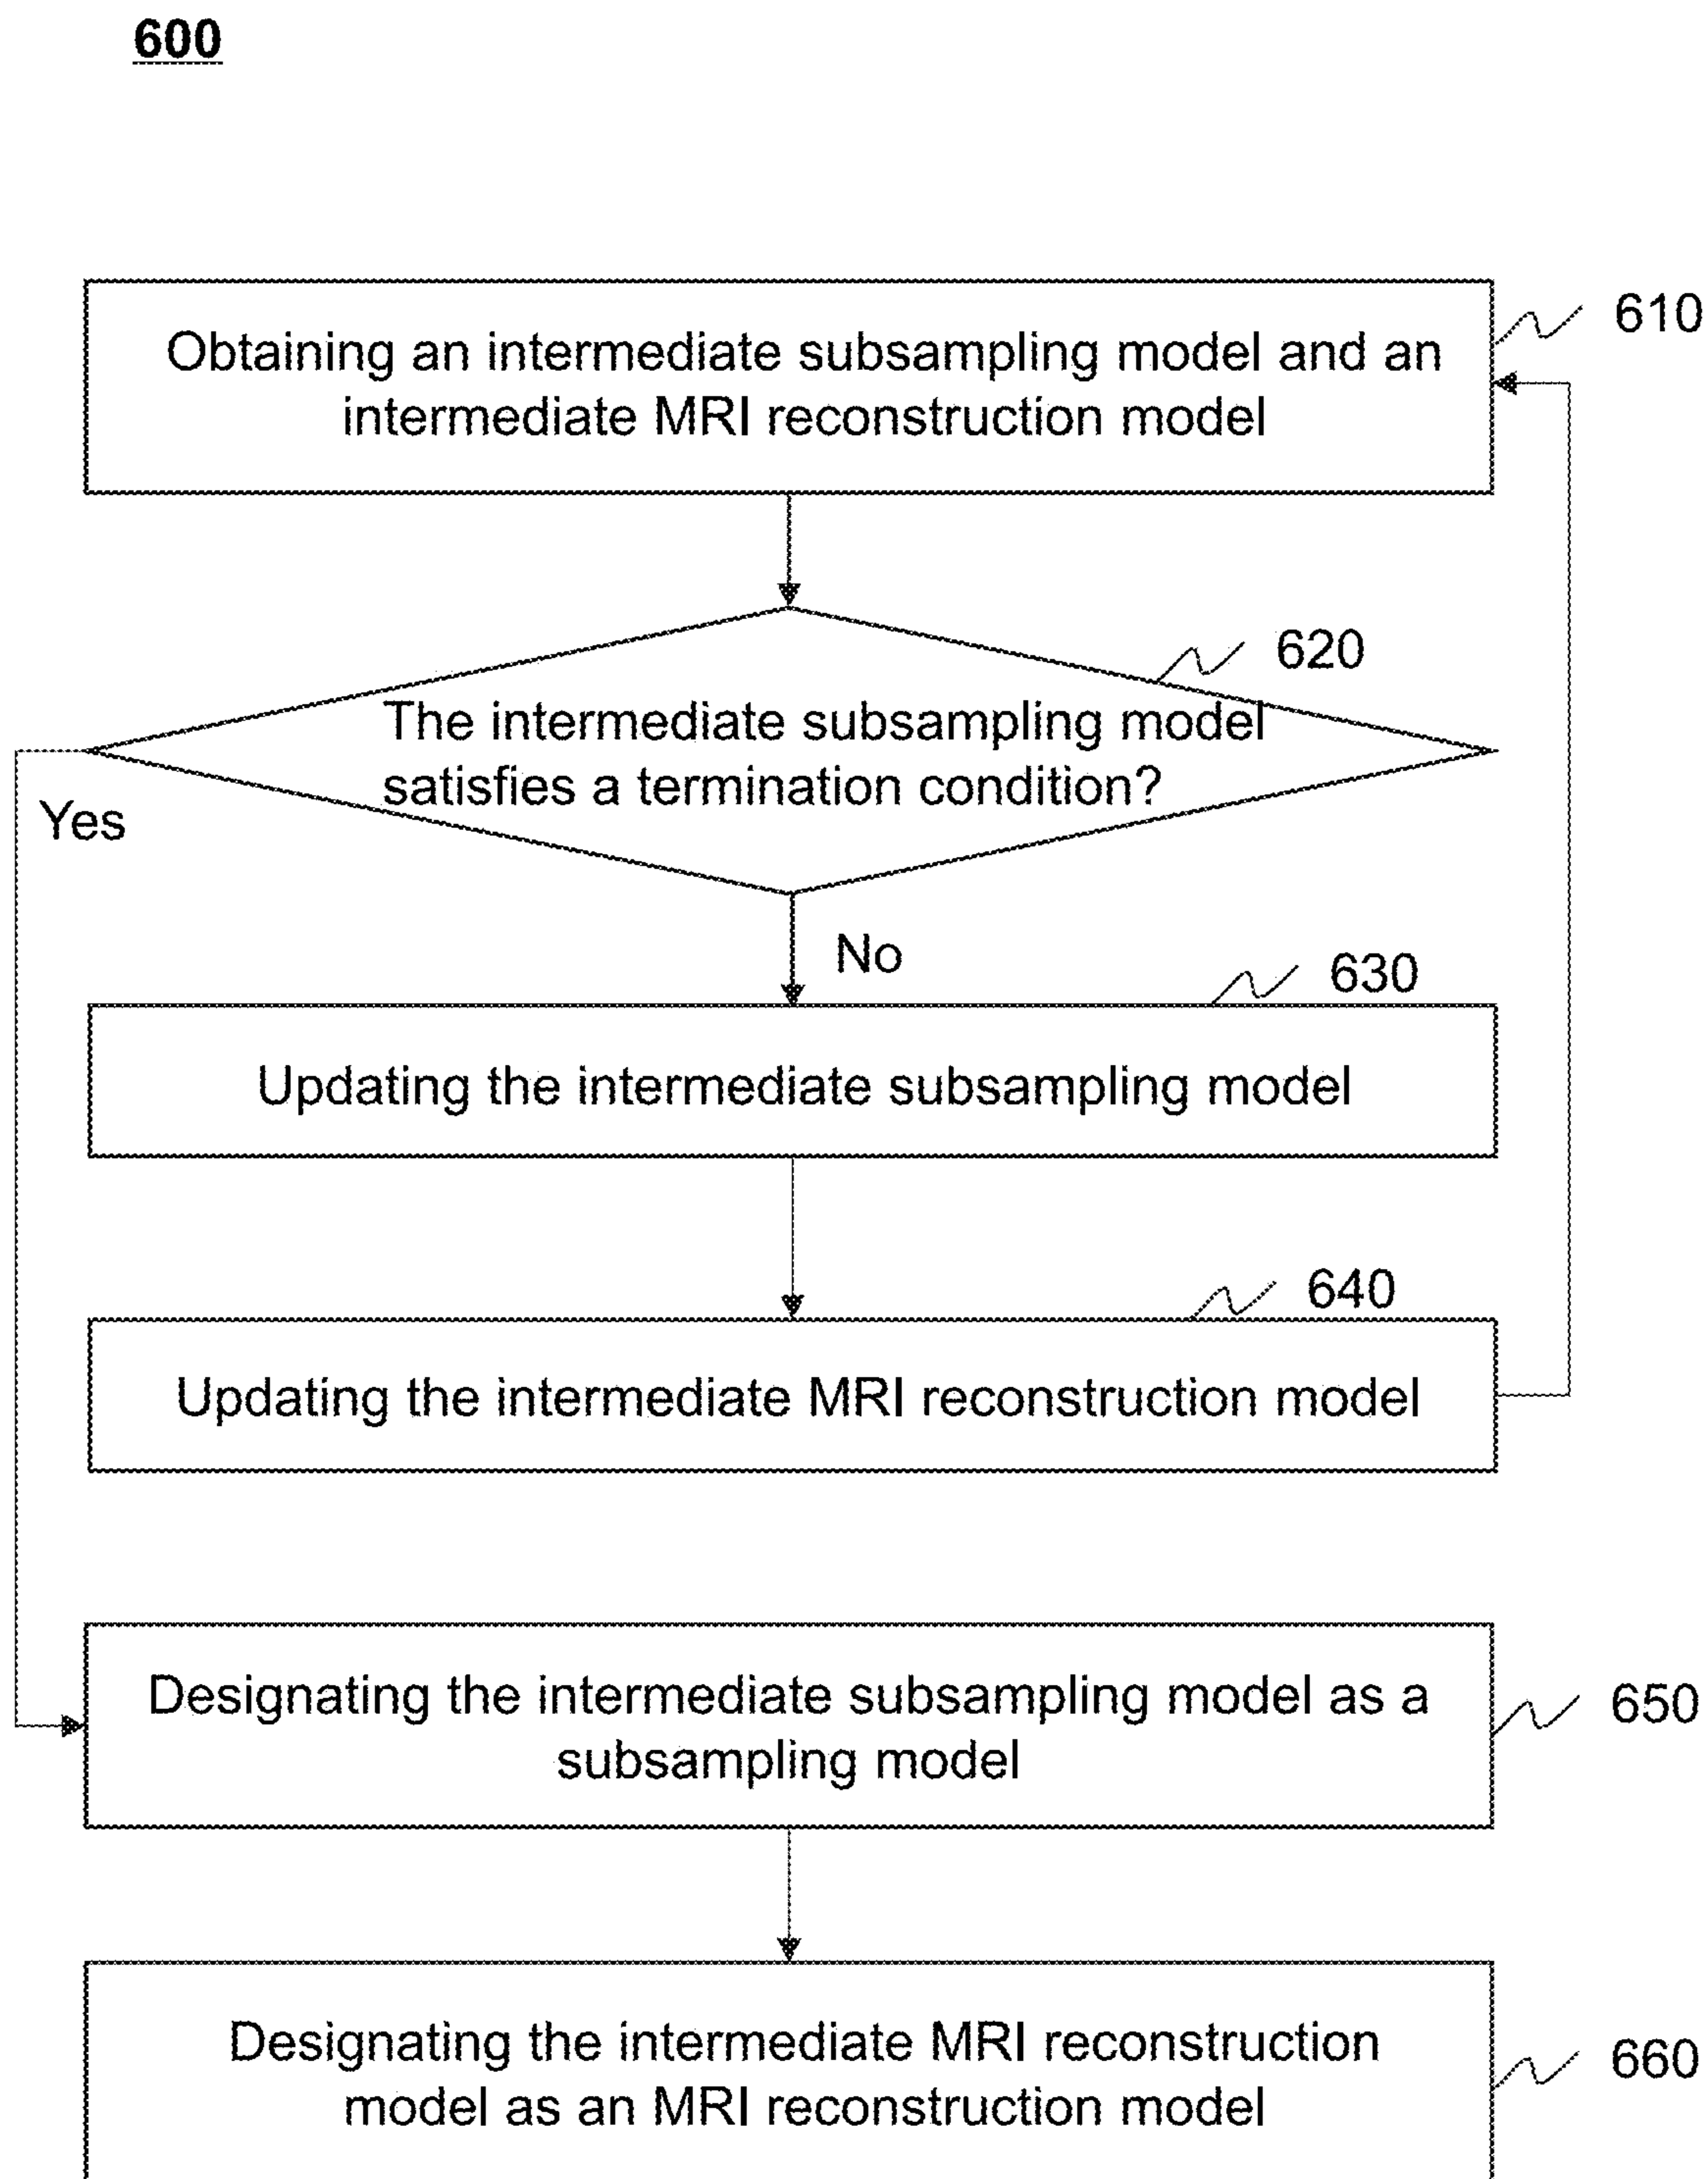 600
610
Obtaining an intermediate subsampling model and an
intermediate MRI reconstruction model
620
The intermediate subsampling model
satisfies a termination condition?
Yes
No
630
Updating the intermediate subsampling model
640
Updating the intermediate MRI reconstruction model
Designating the intermediate subsampling model as a
subsampling model
650
Designating the intermediate MRI reconstruction
model as an MRI reconstruction model
660